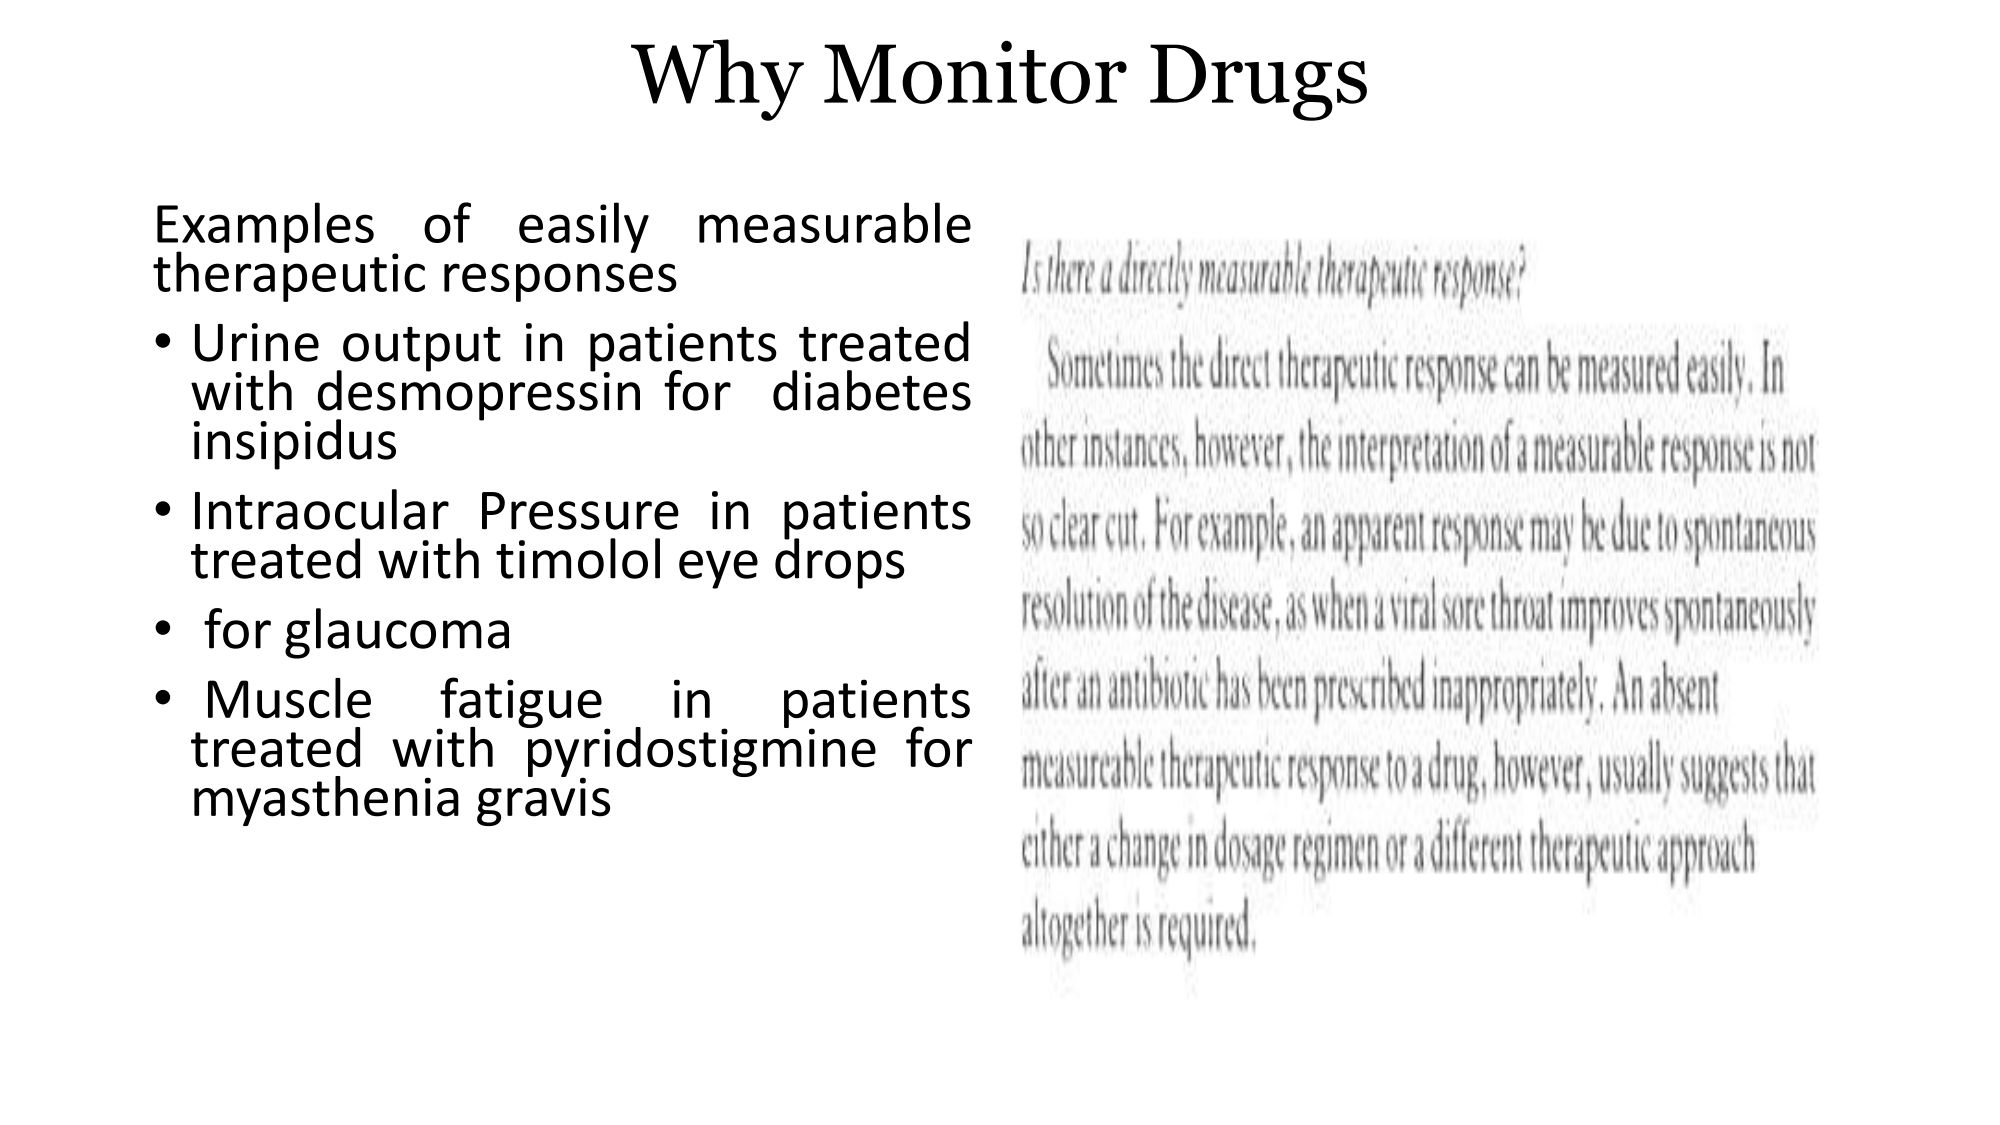 Why Monitor Drugs
Examples of easily measurable
therapeutic responses
• Urine output in patients treated
with desmopressin for diabetes
insipidus
• Intraocular Pressure in patients
treated with timolol eye drops
• for glaucoma
• Muscle fatigue in patients
treated with pyridostigmine for
myasthenia gravis
Is there a directly measurable therapeutic response?
Sometimes the direct therapeutic response can be measured easily. In
other instances, however, the interpretation of a measurable response is not
so clear cut. For example, an apparent response may be due to spontaneous
resolution of the disease, as when a viral sore throat improves spontaneously
after an antibiotic has been prescribed inappropriately. An absent
measureable therapeutic response to a drug, however, usually suggests that
either a change in dosage regimen or a different therapeutic approach
altogether is required.